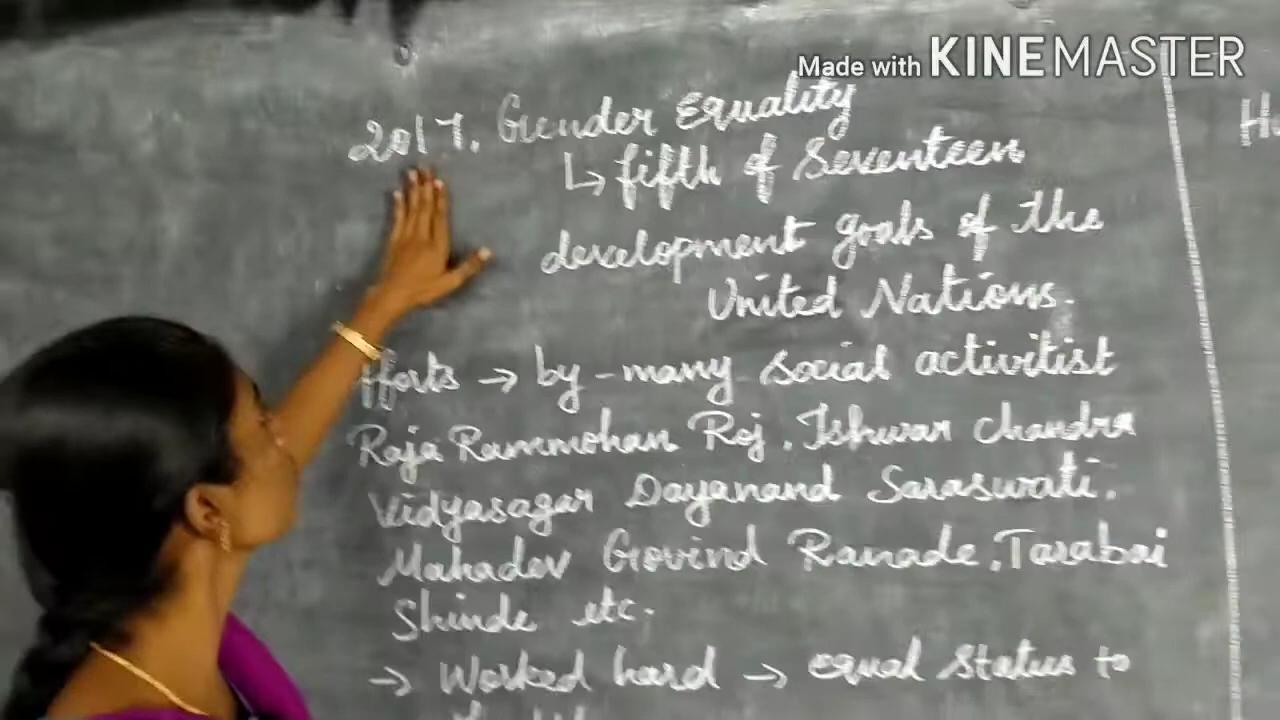 Made with KINEMASTER
2017. Gender Equality
↳ fifth of Seventeen
development goals of the
United Nations.
fforts → by many social activitist
Raja Rammohan Roj, Ishwar Chandra
Vidyasagar Dayanand Saraswati,
Mahadev Govind Ranade, Tarabai
Shinde etc.
→ Worked hard → equal Status to
H